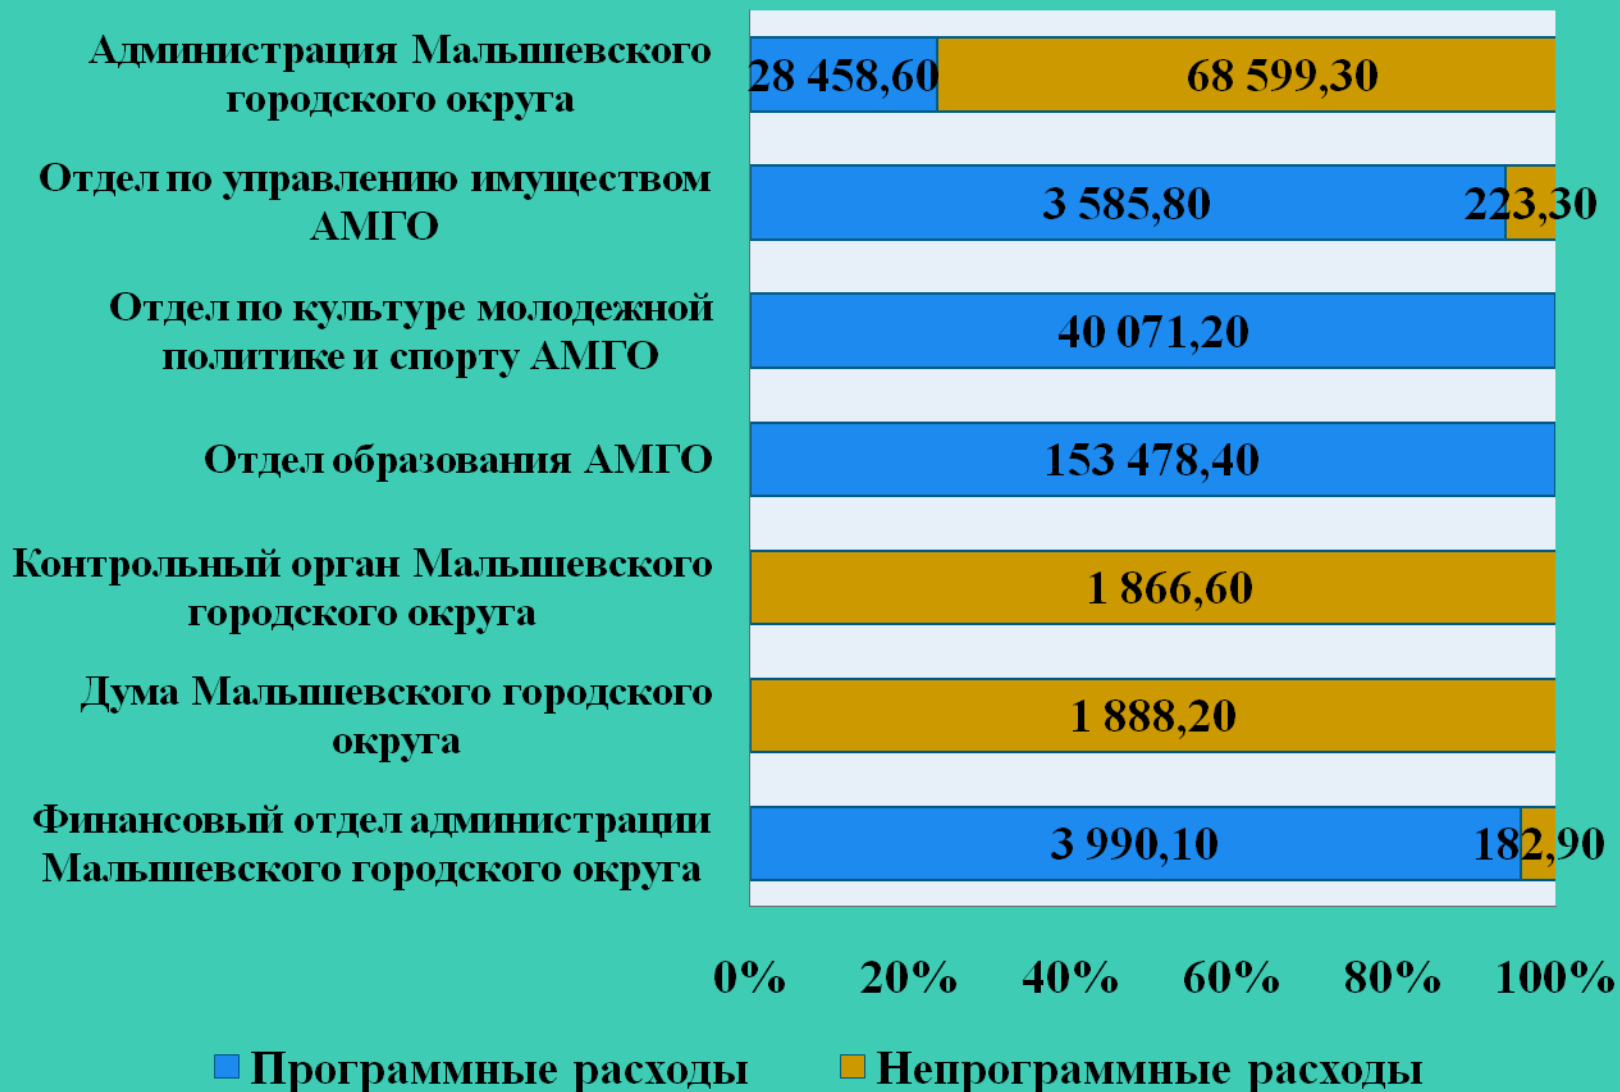 Администрация Малышевского
городского округа
28 458,60
68 599,30
Отдел по управлению имуществом
АМГО
3 585,80
223,30
Отдел по культуре молодежной
политике и спорту АМГО
40 071,20
Отдел образования АМГО
153 478,40
Контрольный орган Малышевского
городского округа
1 866,60
Дума Малышевского городского
округа
1 888,20
Финансовый отдел администрации
Малышевского городского округа
3 990,10
182,90
0% 20% 40% 60% 80% 100%
Программные расходы
Непрограммные расходы